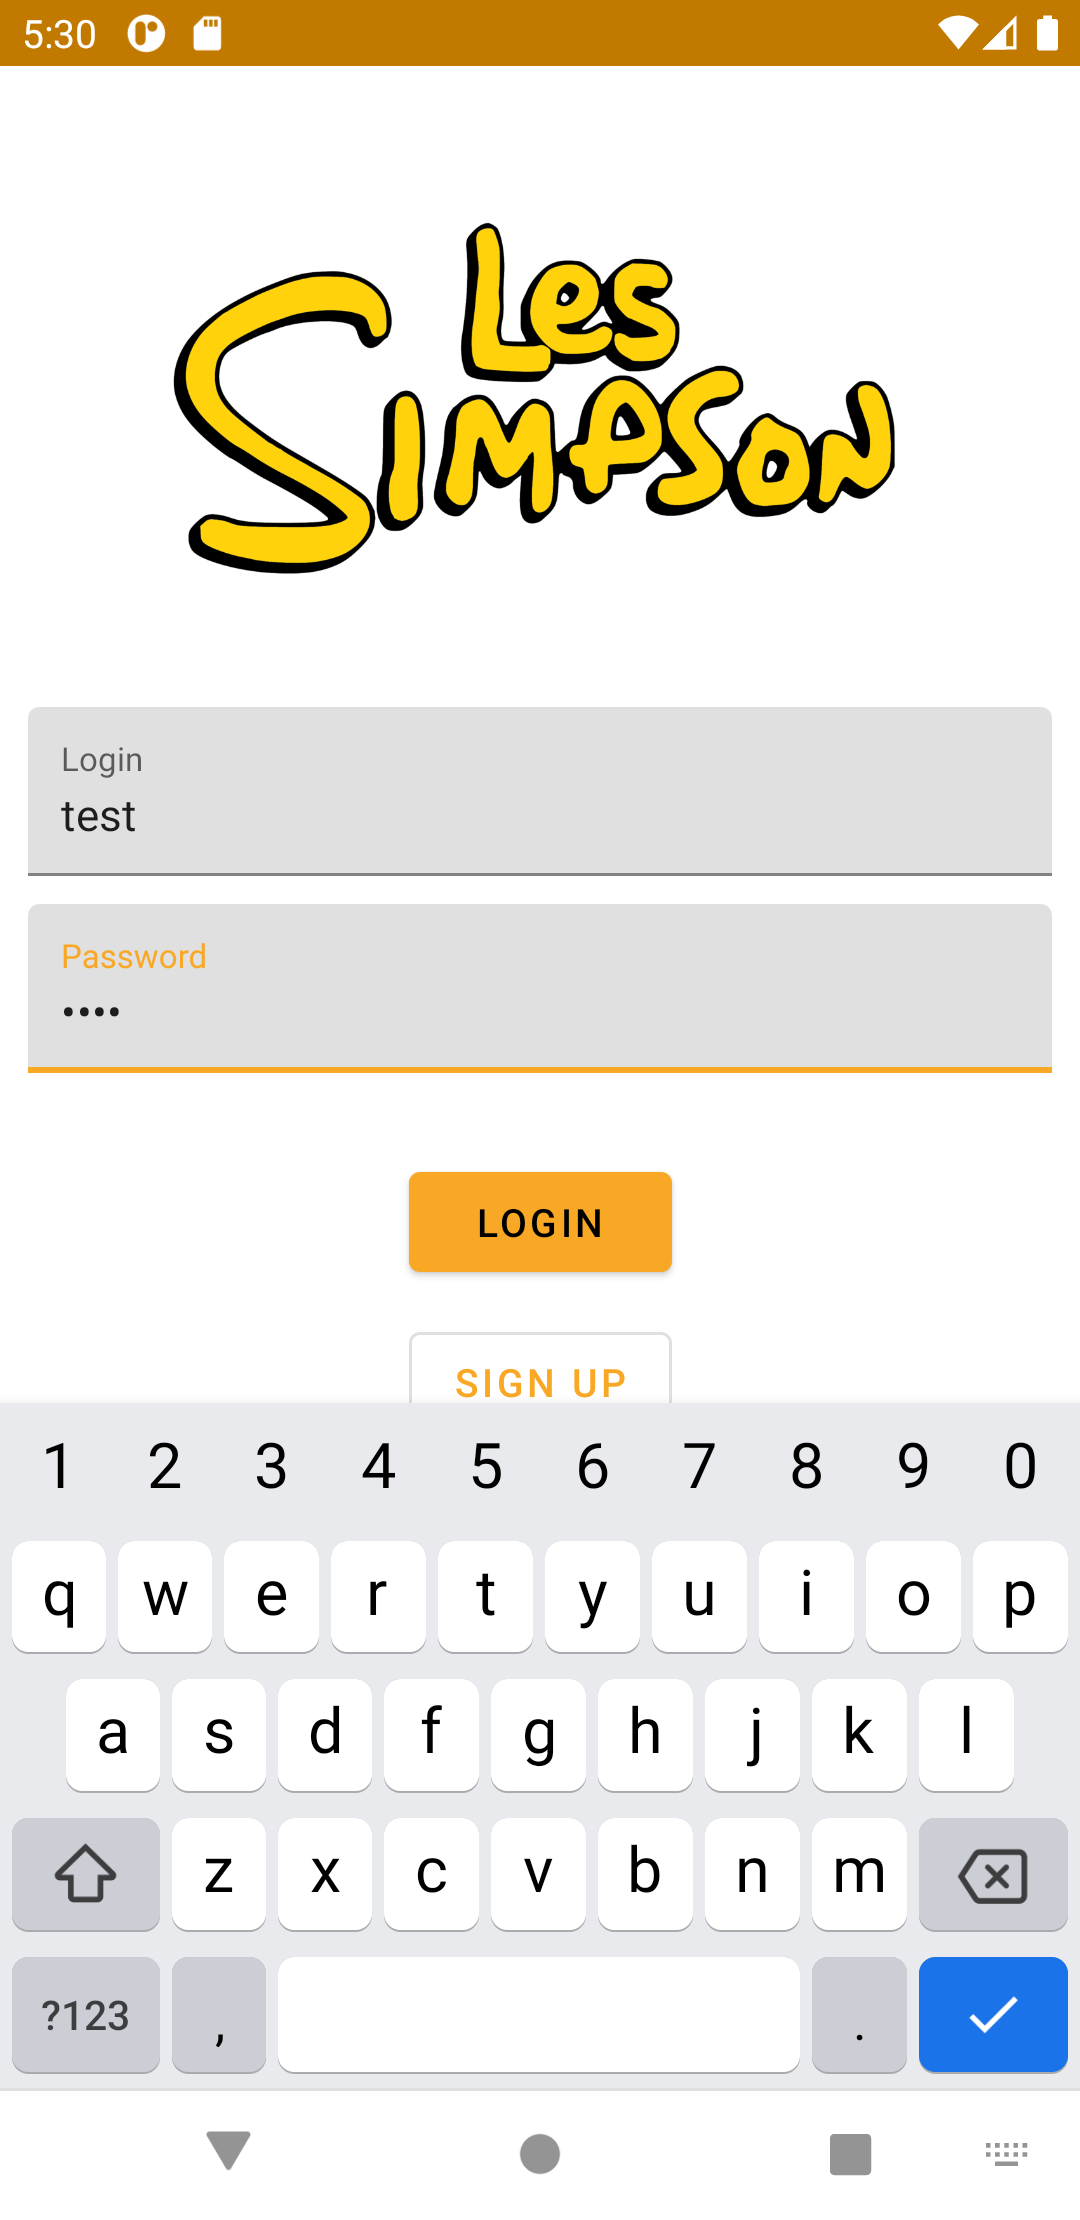 5:30
Les
SIMPSON
Login
test
Password
••••
LOGIN
SIGN UP
1 2 3 4 5 6 7 8 9 0
q w e r t y u i o p
a s d f g h j k l
z x c v b n m
?123 , .